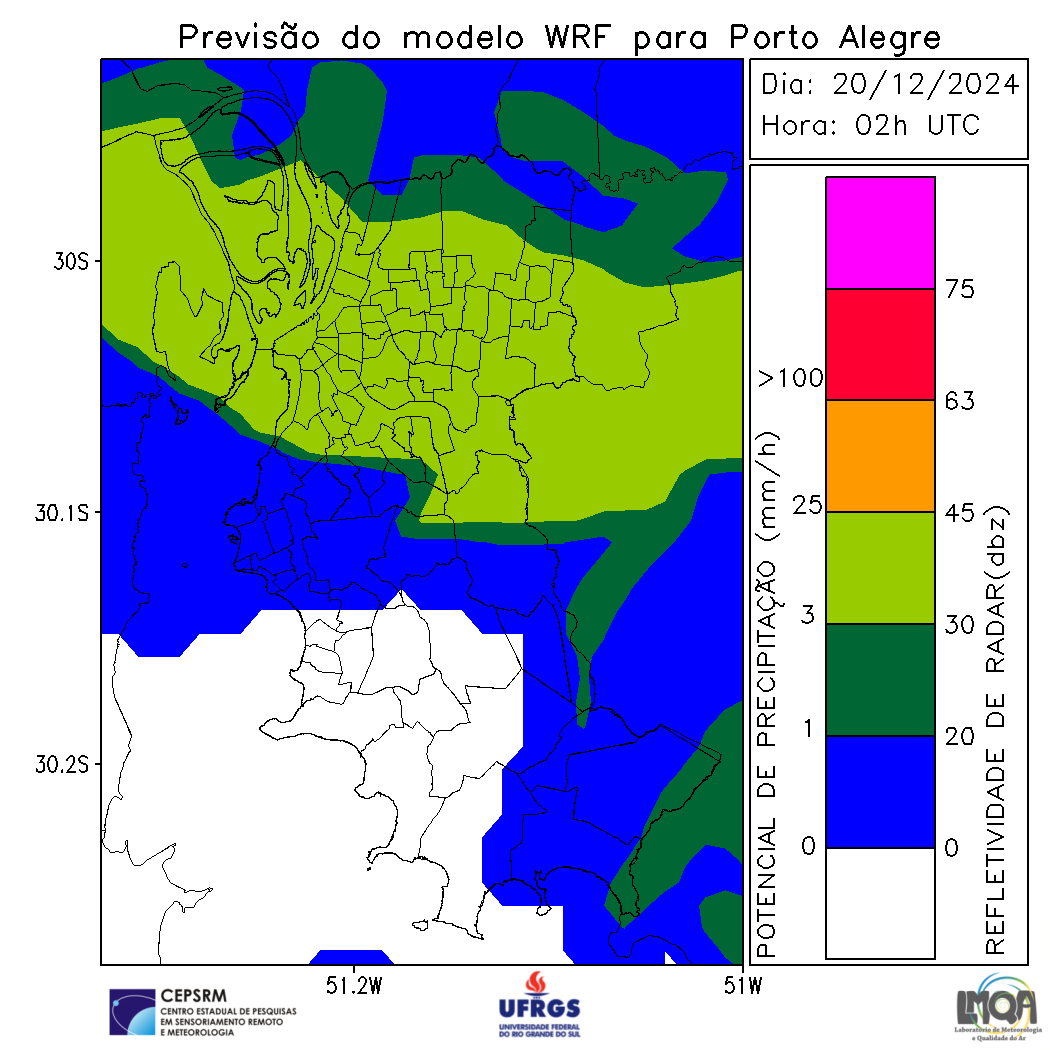 Previsão do modelo WRF para Porto Alegre
Dia: 20/12/2024
Hora: 02h UTC
30S
30.1S
30.2S
51.2W
51W
POTENCIAL DE PRECIPITAÇÃO (mm/h)
>100
25
3
1
0
75
63
45
30
20
0
REFLETIVIDADE DE RADAR(dbz)
CEPSRM
CENTRO ESTADUAL DE PESQUISAS
EM SENSORIAMENTO REMOTO
E METEOROLOGIA
UFRGS
UNIVERSIDADE FEDERAL
DO RIO GRANDE DO SUL
LMQA
Laboratório de Meteorologia
e Qualidade do Ar